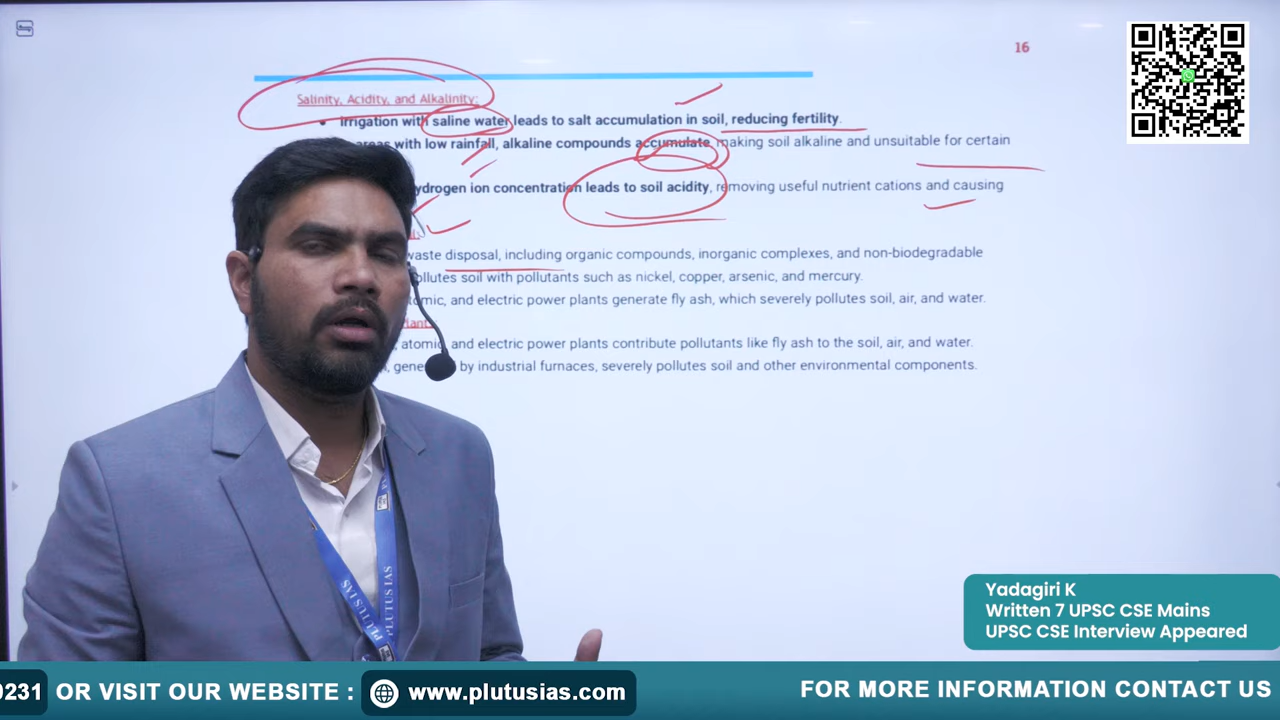 16
Salinity, Acidity, and Alkalinity:
• Irrigation with saline water leads to salt accumulation in soil, reducing fertility.
areas with low rainfall, alkaline compounds accumulate, making soil alkaline and unsuitable for certain
hydrogen ion concentration leads to soil acidity, removing useful nutrient cations and causing
waste disposal, including organic compounds, inorganic complexes, and non-biodegradable
pollutes soil with pollutants such as nickel, copper, arsenic, and mercury.
atomic, and electric power plants generate fly ash, which severely pollutes soil, air, and water.
atomic, and electric power plants contribute pollutants like fly ash to the soil, air, and water.
by industrial furnaces, severely pollutes soil and other environmental components.
PLUTUS IAS
PLUTUS IAS
Yadagiri K
Written 7 UPSC CSE Mains
UPSC CSE Interview Appeared
0231 OR VISIT OUR WEBSITE : www.plutusias.com FOR MORE INFORMATION CONTACT US